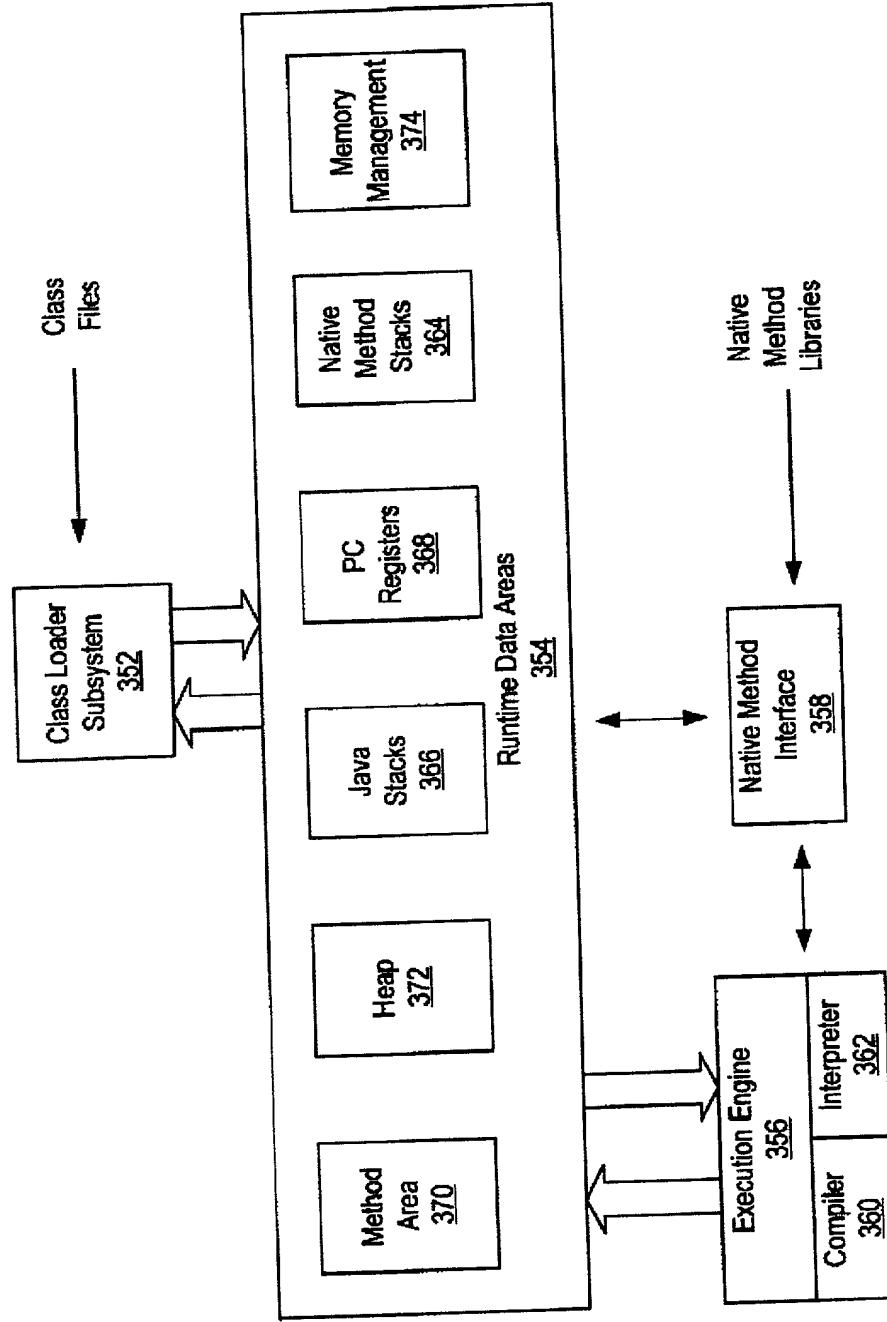 Class Loader
Subsystem
352
Class
Files
Method
Area
370
Heap
372
Java
Stacks
366
PC
Registers
368
Native
Method
Stacks
364
Memory
Management
374
Runtime Data Areas
354
Execution Engine
356
Compiler
360
Interpreter
362
Native Method
Interface
358
Native
Method
Libraries